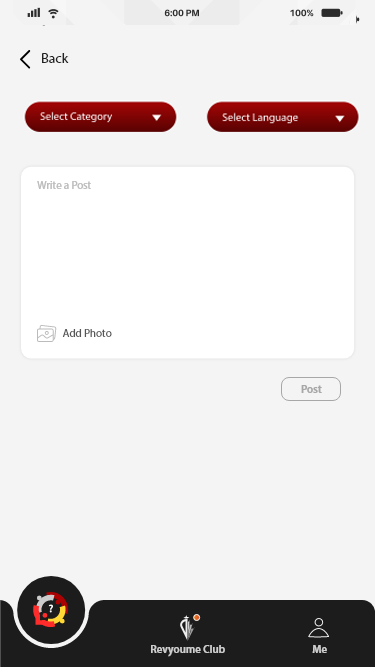 6:00 PM 100%
Back
Select Category Select Language
Write a Post
Add Photo
Post
?
Revyoume Club Me